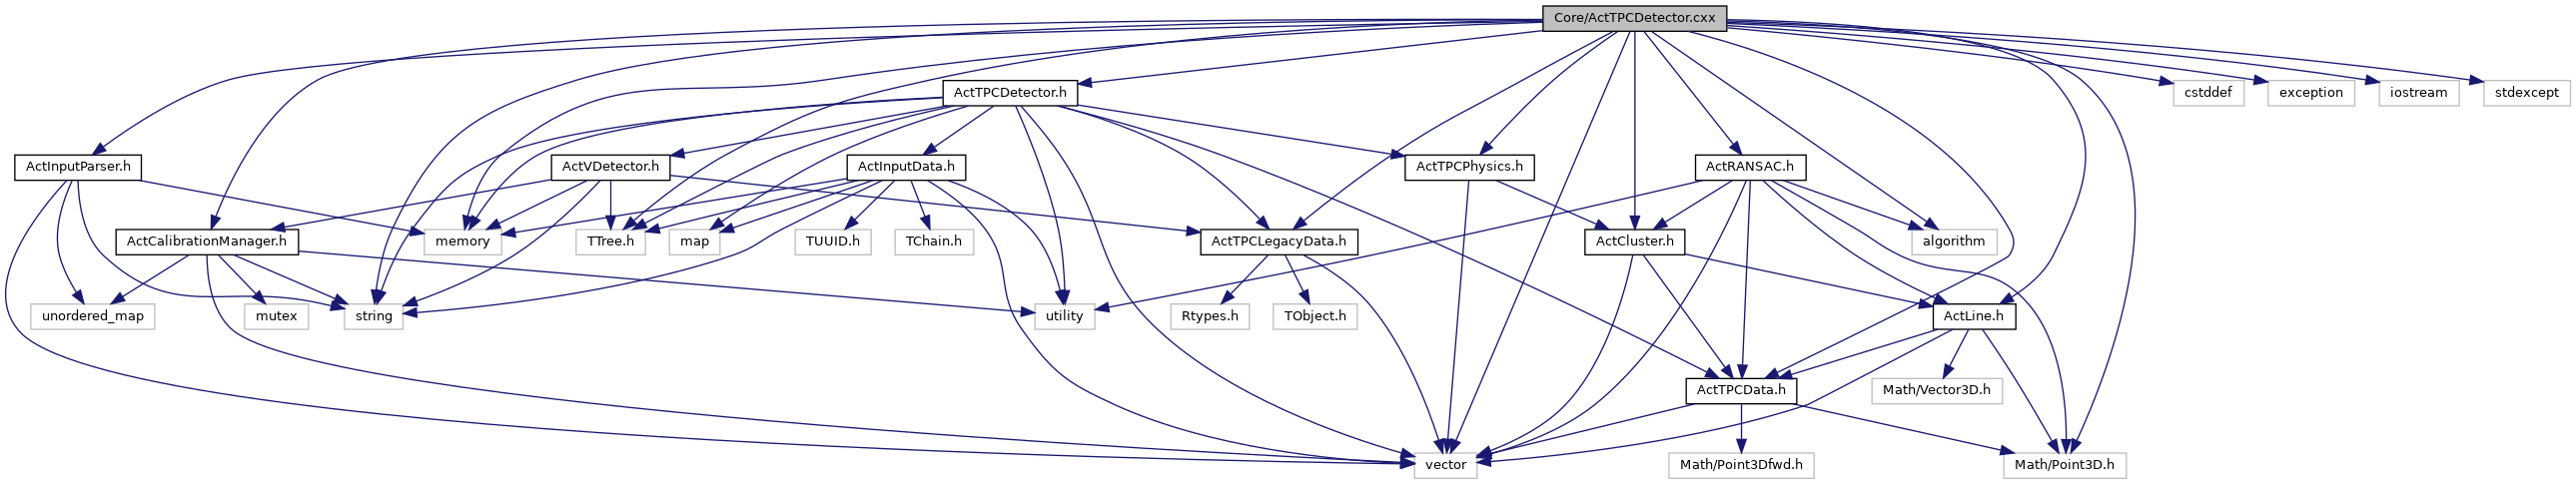 Core/ActTPCDetector.cxx
ActTPCDetector.h
cstddef
exception
iostream
stdexcept
ActInputParser.h
ActVDetector.h
ActInputData.h
ActTPCPhysics.h
ActRANSAC.h
ActCalibrationManager.h
memory
TTree.h
map
TUUID.h
TChain.h
ActTPCLegacyData.h
ActCluster.h
algorithm
unordered_map
mutex
string
utility
Rtypes.h
TObject.h
ActLine.h
ActTPCData.h
Math/Vector3D.h
vector
Math/Point3Dfwd.h
Math/Point3D.h